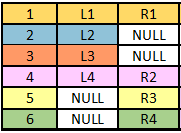 1 L1 R1
2 L2 NULL
3 L3 NULL
4 L4 R2
5 NULL R3
6 NULL R4